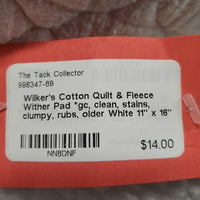 The Tack Collector
998347-69
Wilker's Cotton Quilt & Fleece
Wither Pad *gc, clean, stains,
clumpy, rubs, older White 11" x 16"
NN8DNF
$14.00